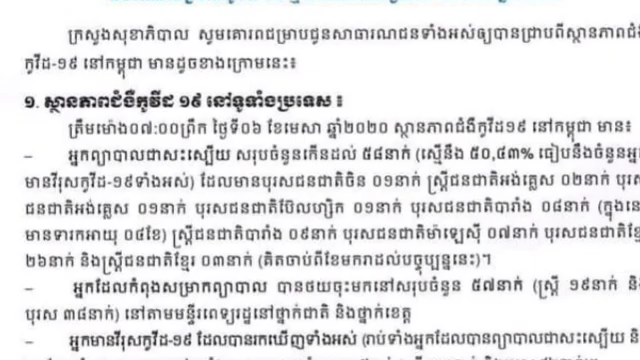 ក្រសួងសុខាភិបាល សូមគោរពជម្រាបជូនសាធារណជនទាំងអស់ឲ្យបានជ្រាបពីស្ថានភាពជំងឺ
កូវីដ-១៩ នៅកម្ពុជា មានដូចខាងក្រោមនេះ៖
១. ស្ថានភាពជំងឺកូវីដ ១៩ នៅទូទាំងប្រទេស ៖
ត្រឹមម៉ោង០៧:០០ព្រឹក ថ្ងៃទី០៦ ខែមេសា ឆ្នាំ២០២០ ស្ថានភាពជំងឺកូវីដ១៩ នៅកម្ពុជា មាន៖
– អ្នកព្យាបាលជាសះស្បើយ សរុបចំនួនកើនដល់ ៥៨នាក់ (ស្មើនឹង ៥០,៤៣% ធៀបនឹងចំនួនអ្នក
មានវីរុសកូវីដ-១៩ទាំងអស់) ដែលមានបុរសជនជាតិចិន ០១នាក់ ស្ត្រីជនជាតិអង់គ្លេស ០២នាក់ បុរស
ជនជាតិអង់គ្លេស ០១នាក់ បុរសជនជាតិប៊ែលហ្សិក ០១នាក់ បុរសជនជាតិបារាំង ០៨នាក់ (ក្នុងនោះ
មានទារកអាយុ ០៤ខែ) ស្ត្រីជនជាតិបារាំង ០៩នាក់ បុរសជនជាតិម៉ាឡេស៊ី ០៧នាក់ បុរសជនជាតិខ្មែរ
២៦នាក់ និងស្ត្រីជនជាតិខ្មែរ ០៣នាក់ (គិតចាប់ពីខែមករាដល់បច្ចុប្បន្ននេះ)។
– អ្នកដែលកំពុងសម្រាកព្យាបាល បានថយចុះមកនៅសរុបចំនួន ៥៧នាក់ (ស្ត្រី ១៩នាក់ និង
បុរស ៣៨នាក់) នៅតាមមន្ទីរពេទ្យរដ្ឋនៅថ្នាក់ជាតិ និងថ្នាក់ខេត្ត
– អ្នកមានវីរុសកូវីដ-១៩ ដែលបានរកឃើញទាំងអស់ (រាប់ទាំងអ្នកដែលបានព្យាបាលជាសះស្បើយ និង